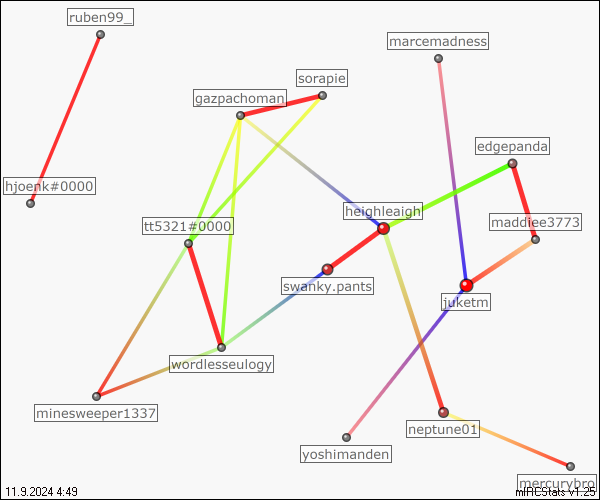 ruben99_
marcemadness
sorapie
gazpachoman
edgepanda
hjoenk#0000
heighleaigh
maddiee3773
tt5321#0000
swanky.pants
juketm
wordlesseulogy
minesweeper1337
neptune01
yoshimanden
mercurybro
11.9.2024 4:49
mIRCStats v1.25